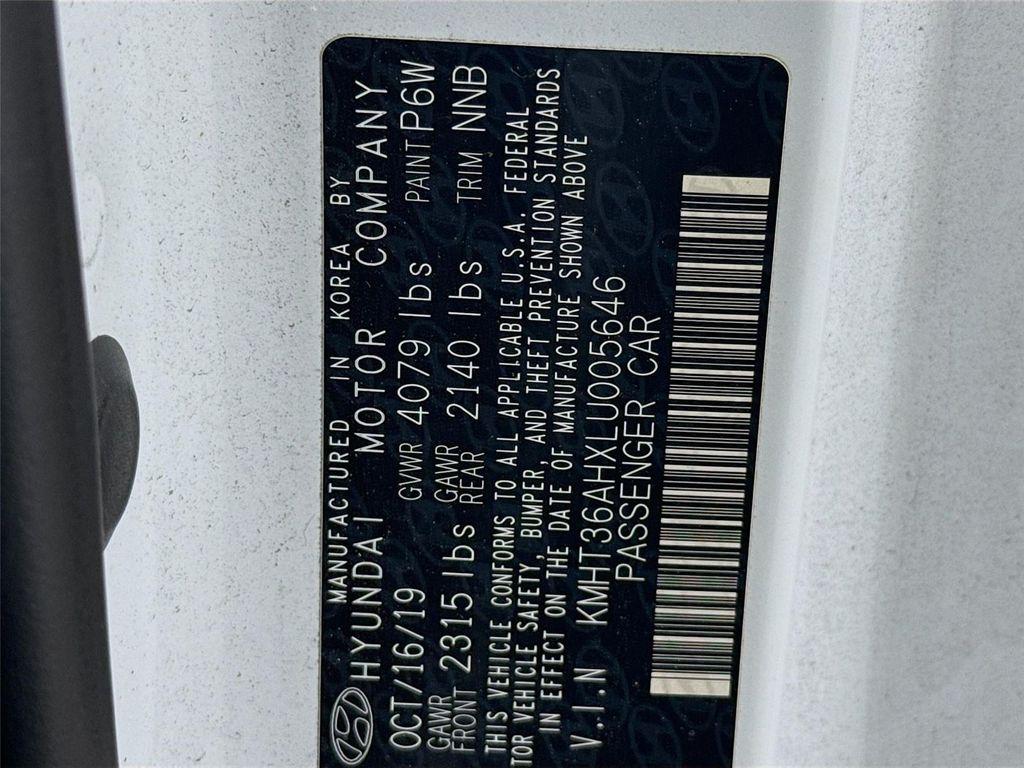 MANUFACTURED IN KOREA BY
HYUNDAI MOTOR COMPANY
OCT/16/19 GVWR 4079 lbs PAINT P6W
GAWR FRONT 2315 lbs GAWR REAR 2140 lbs TRIM NNB
THIS VEHICLE CONFORMS TO ALL APPLICABLE U.S.A. FEDERAL
TOR VEHICLE SAFETY, BUMPER, AND THEFT PREVENTION STANDARDS
IN EFFECT ON THE DATE OF MANUFACTURE SHOWN ABOVE
V.I.N KMHT36AHXLU005646
PASSENGER CAR